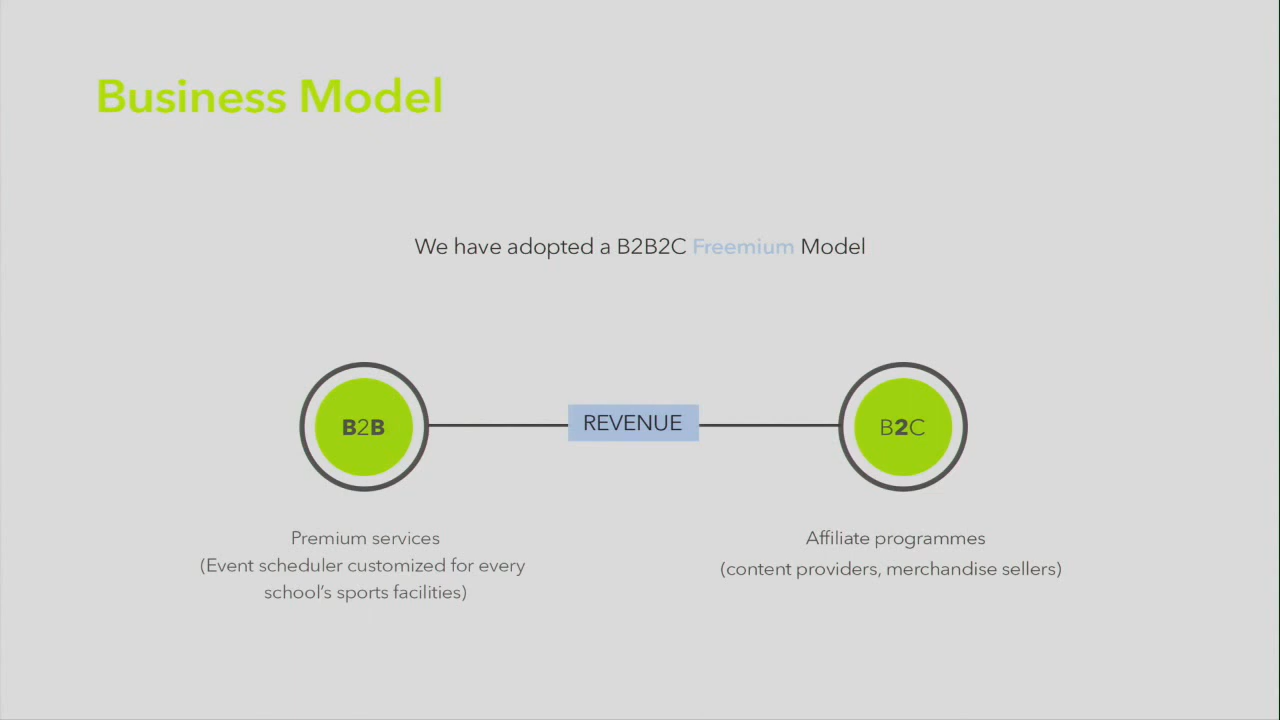 Business Model
We have adopted a B2B2C Freemium Model
B2B
REVENUE
B2C
Premium services
(Event scheduler customized for every
school's sports facilities)
Affiliate programmes
(content providers, merchandise sellers)